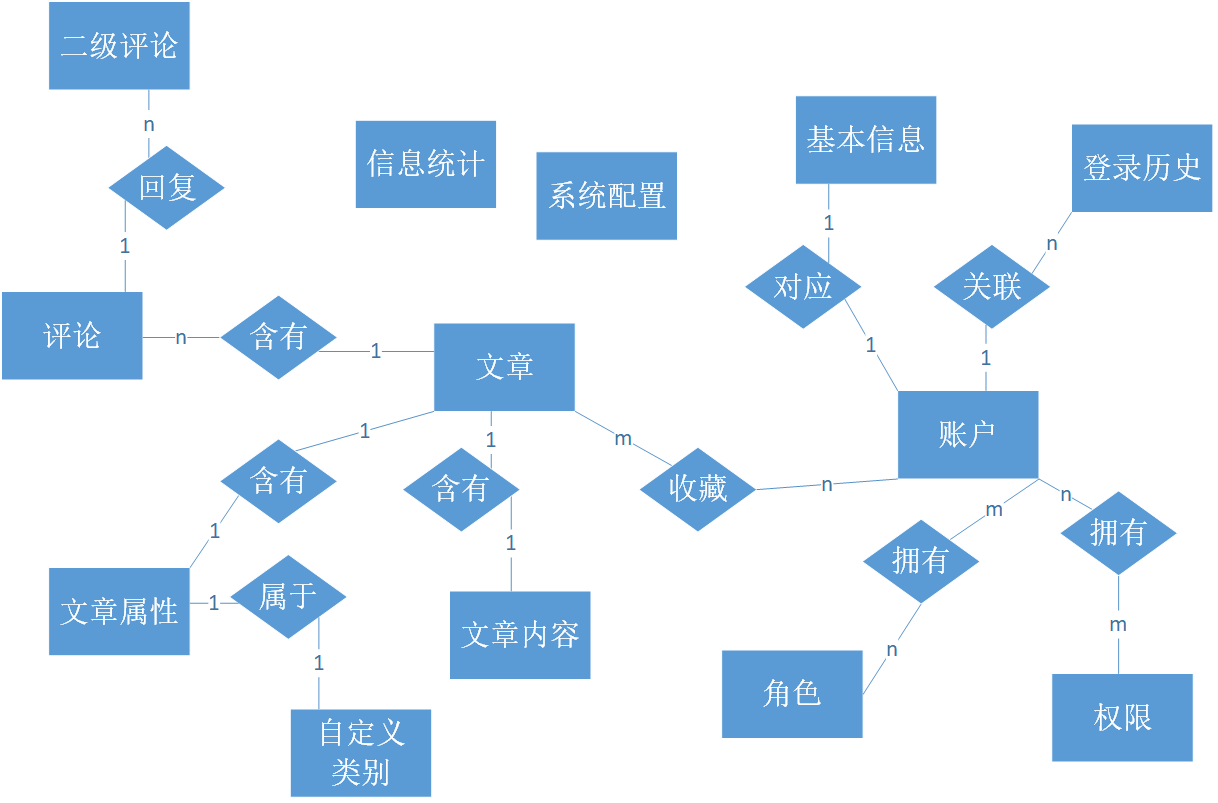 二级评论
n
回复
1
评论
n
含有
1
文章
信息统计
系统配置
基本信息
1
对应
1
登录历史
n
关联
1
账户
1
含有
1
文章属性
1
属于
1
自定义
类别
1
含有
1
文章内容
m
收藏
n
m
拥有
n
角色
n
拥有
m
权限